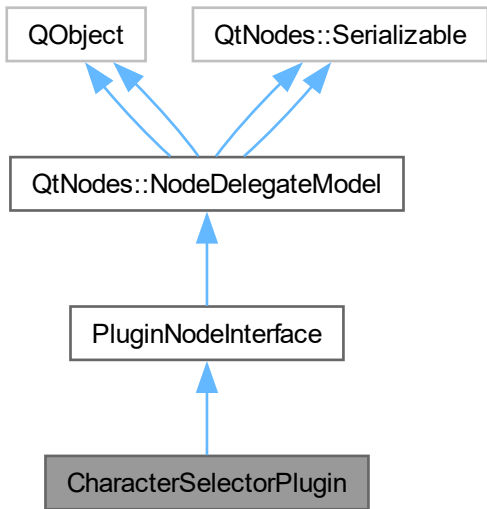 QObject
QtNodes::Serializable
QtNodes::NodeDelegateModel
PluginNodeInterface
CharacterSelectorPlugin